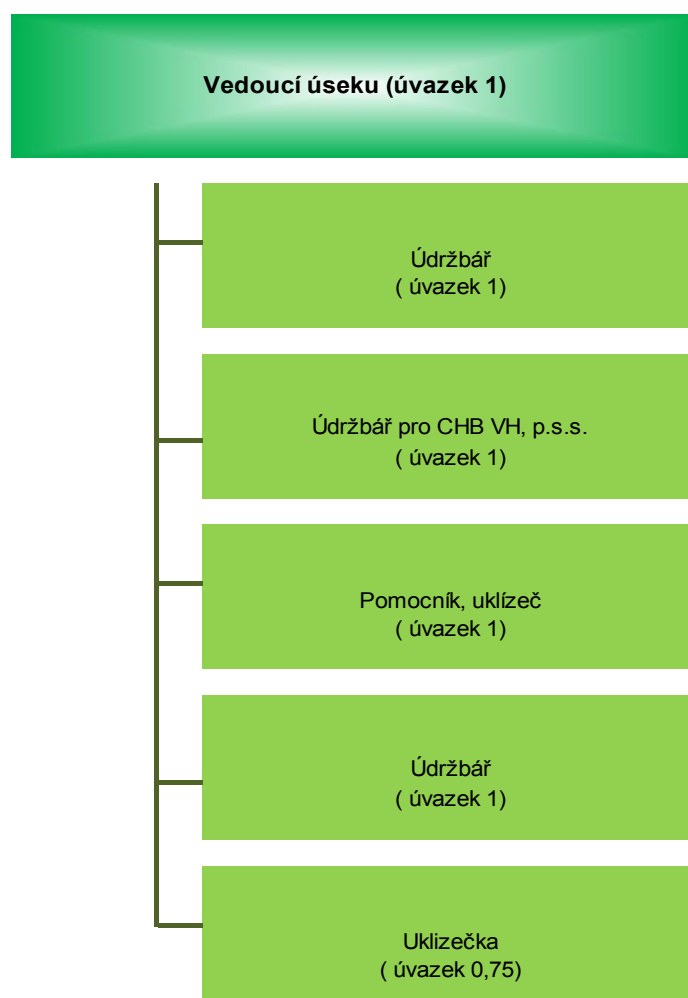 Vedoucí úseku (úvazek 1)
Údržbář
( úvazek 1)
Údržbář pro CHB VH, p.s.s.
( úvazek 1)
Pomocník, uklízeč
( úvazek 1)
Údržbář
( úvazek 1)
Uklizečka
( úvazek 0,75)